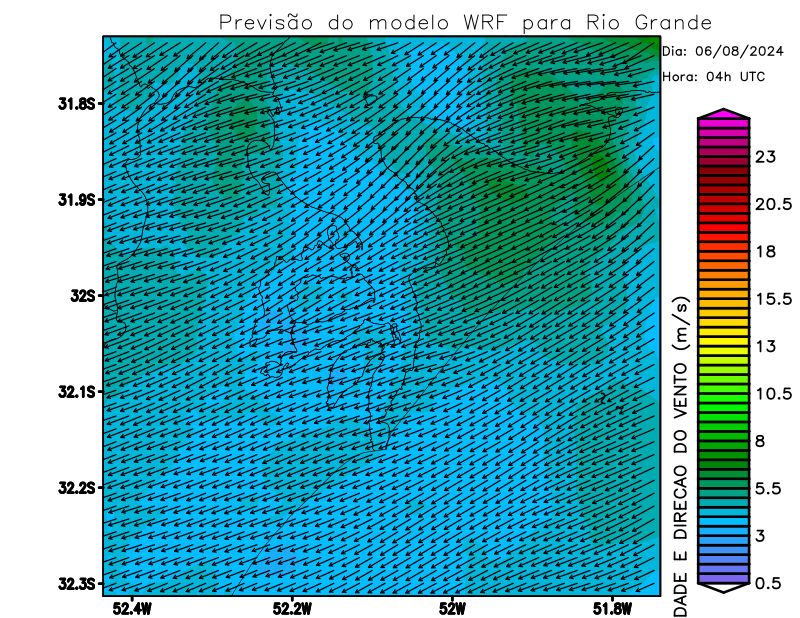 Previsão do modelo WRF para Rio Grande
Dia: 06/08/2024
Hora: 04h UTC
31.8S
31.9S
32S
32.1S
32.2S
32.3S
52.4W
52.2W
52W
51.8W
23
20.5
18
15.5
13
10.5
8
5.5
3
0.5
DADE E DIRECAO DO VENTO (m/s)